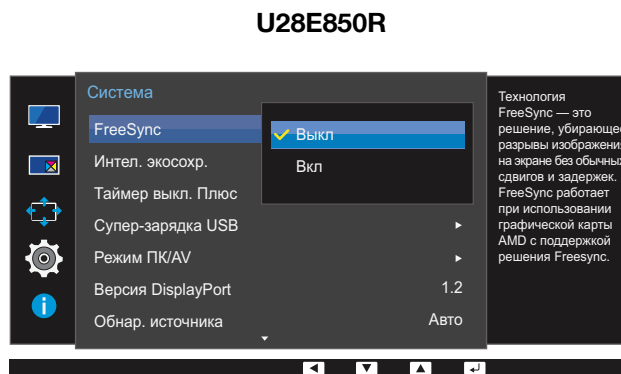 U28E850R
Система
FreeSync
Выкл
Вкл
Интел. экосохр.
Таймер выкл. Плюс
Супер-зарядка USB
Режим ПК/AV
Версия DisplayPort 1.2
Обнар. источника Авто
Технология
FreeSync — это
решение, убирающе
разрывы изображени
на экране без обычных
сдвигов и задержек.
FreeSync работает
при использовании
графической карты
AMD с поддержкой
решения Freesync.